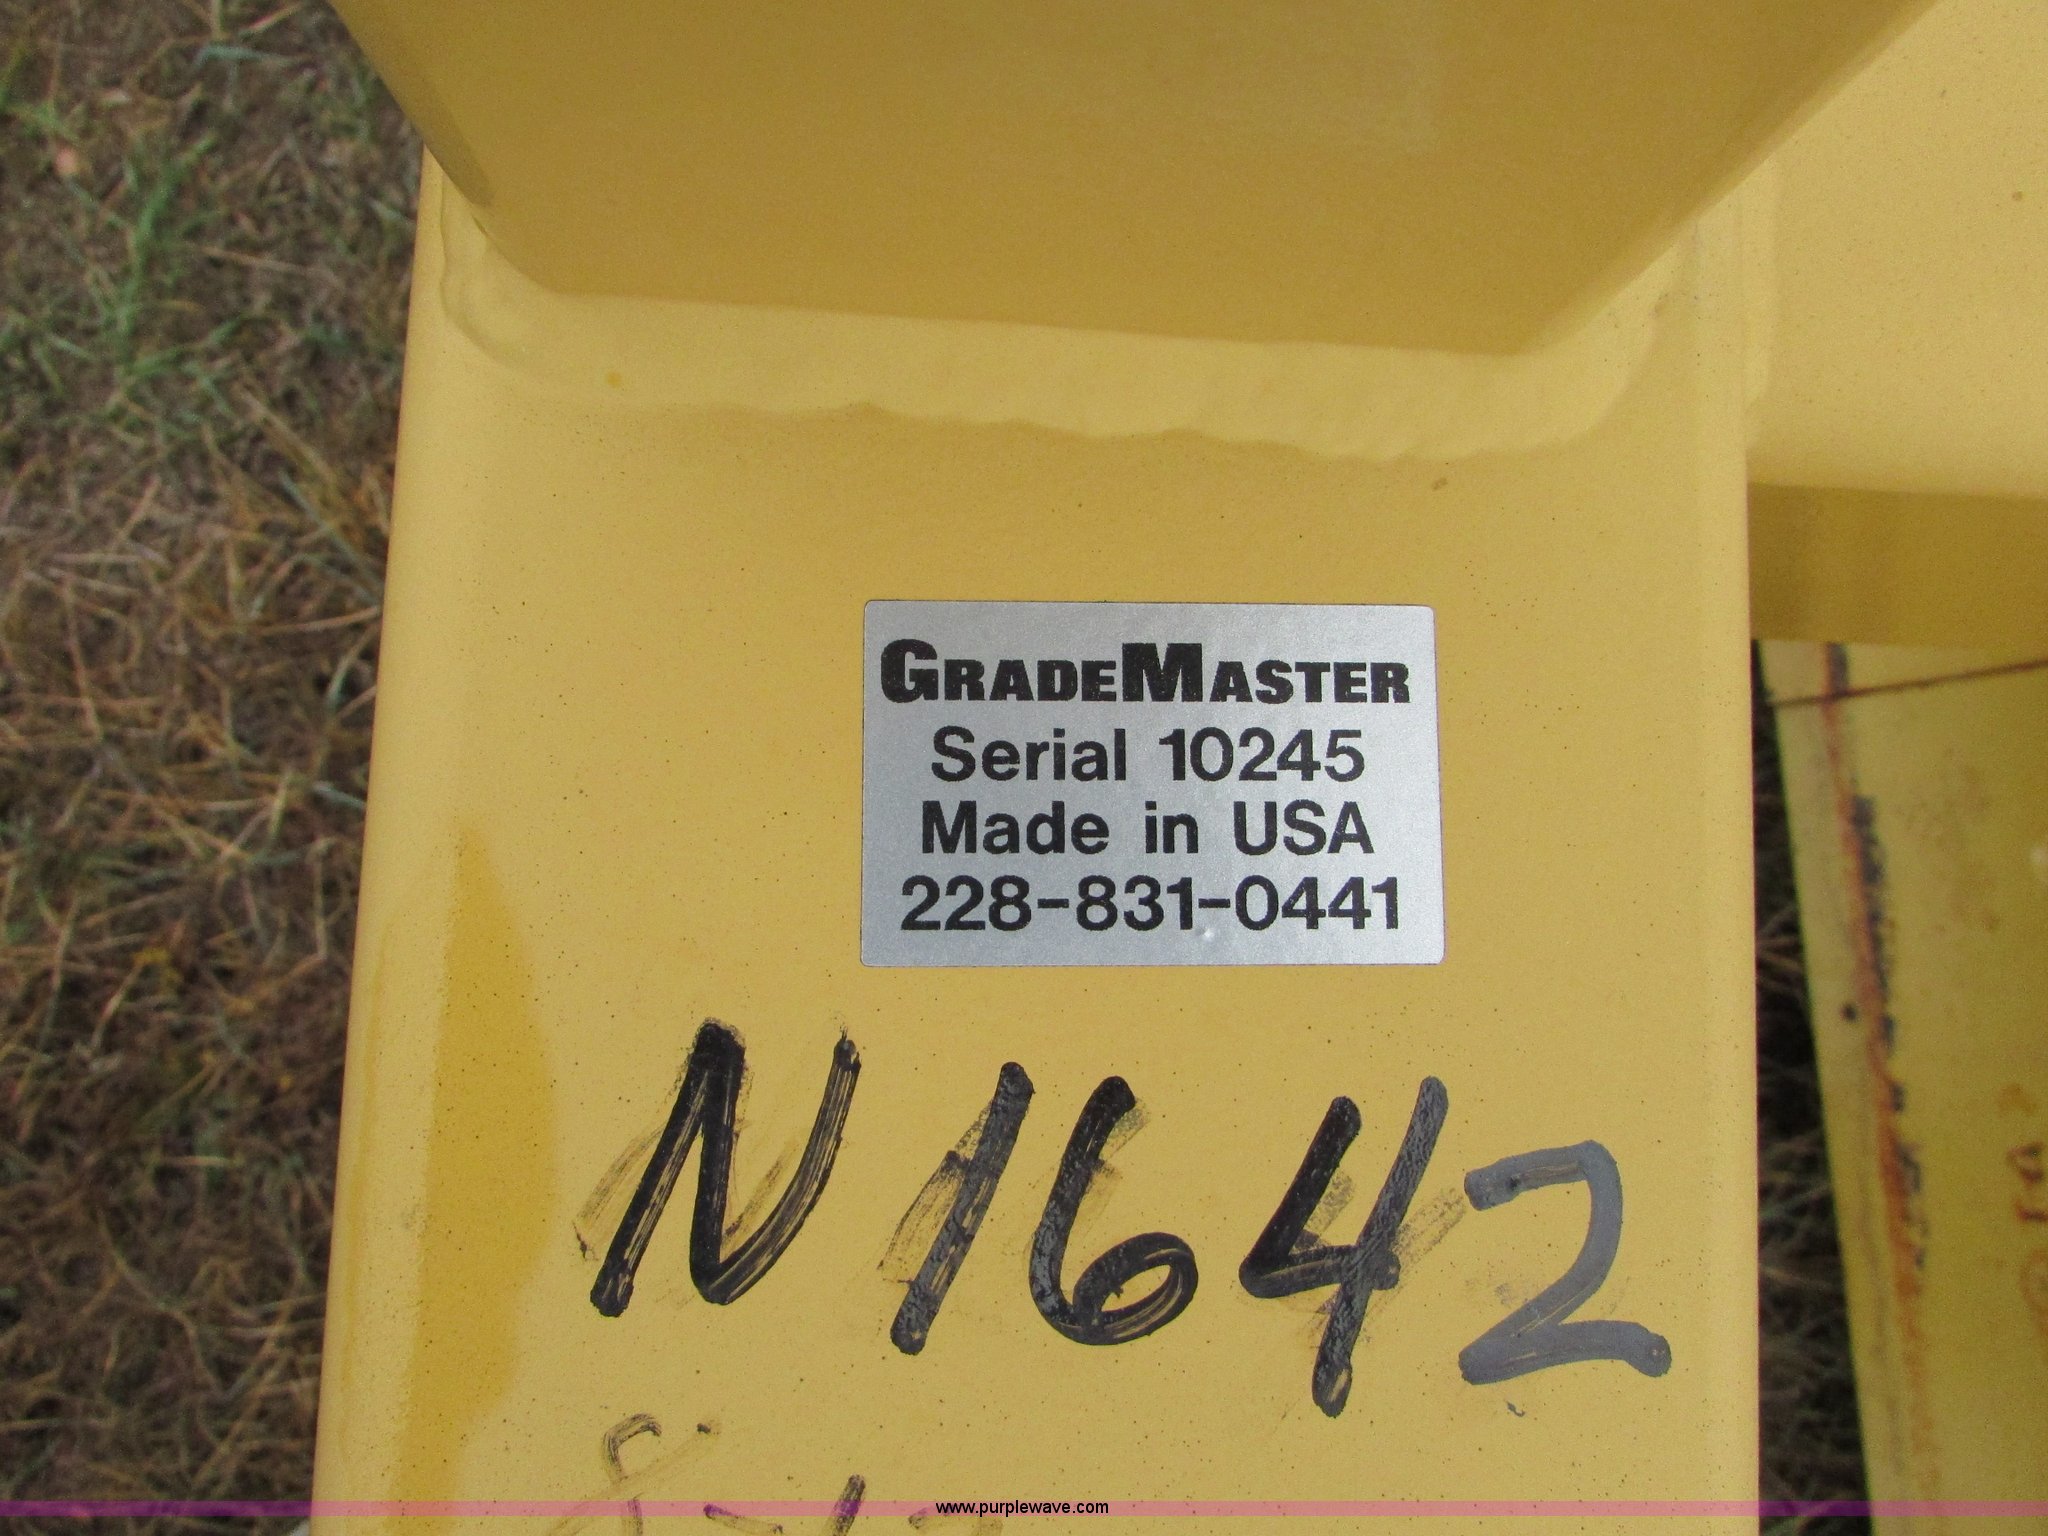 GRADEMASTER
Serial 10245
Made in USA
228-831-0441
N1642
www.purplewave.com